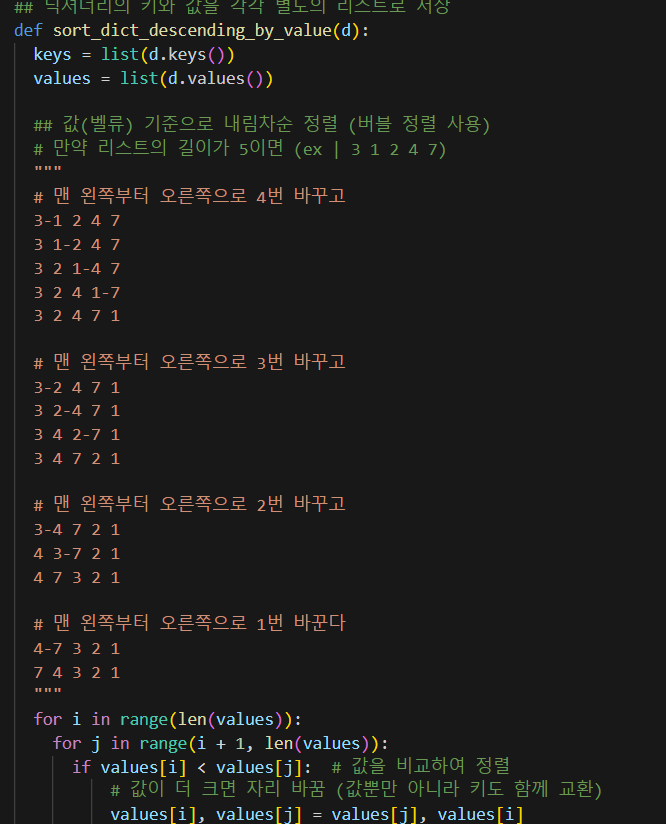 ## 딕셔너리의 키와 값을 각각 별도의 리스트로 저장
def sort_dict_descending_by_value(d):
  keys = list(d.keys())
  values = list(d.values())
  ## 값(벨류) 기준으로 내림차순 정렬 (버블 정렬 사용)
  # 만약 리스트의 길이가 5이면 (ex | 3 1 2 4 7)
  """
  # 맨 왼쪽부터 오른쪽으로 4번 바꾸고
  3-1 2 4 7
  3 1-2 4 7
  3 2 1-4 7
  3 2 4 1-7
  3 2 4 7 1
  # 맨 왼쪽부터 오른쪽으로 3번 바꾸고
  3-2 4 7 1
  3 2-4 7 1
  3 4 2-7 1
  3 4 7 2 1
  # 맨 왼쪽부터 오른쪽으로 2번 바꾸고
  3-4 7 2 1
  4 3-7 2 1
  4 7 3 2 1
  # 맨 왼쪽부터 오른쪽으로 1번 바꾼다
  4-7 3 2 1
  7 4 3 2 1
  """
  for i in range(len(values)):
    for j in range(i + 1, len(values)):
      if values[i] < values[j]:  # 값을 비교하여 정렬
          # 값이 더 크면 자리 바꿈 (값뿐만 아니라 키도 함께 교환)
          values[i], values[j] = values[j], values[i]